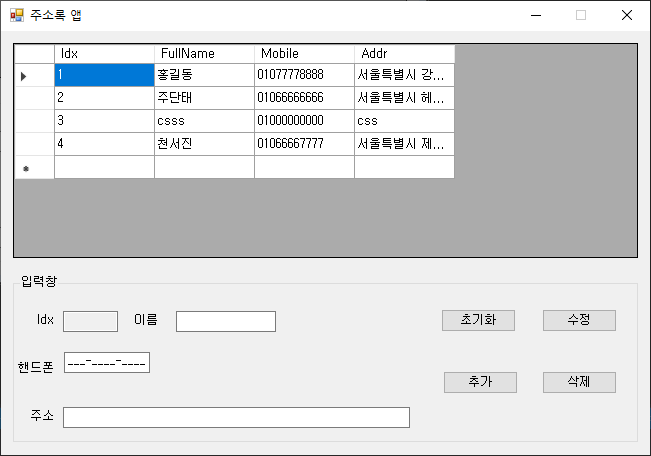 주소록 앱
Idx FullName Mobile Addr
1 홍길동 01077778888 서울특별시 강...
2 주단태 01066666666 서울특별시 헤...
3 csss 01000000000 css
4 천서진 01066667777 서울특별시 제...
입력창
Idx 이름 초기화 수정
핸드폰 ___-____-____
추가 삭제
주소